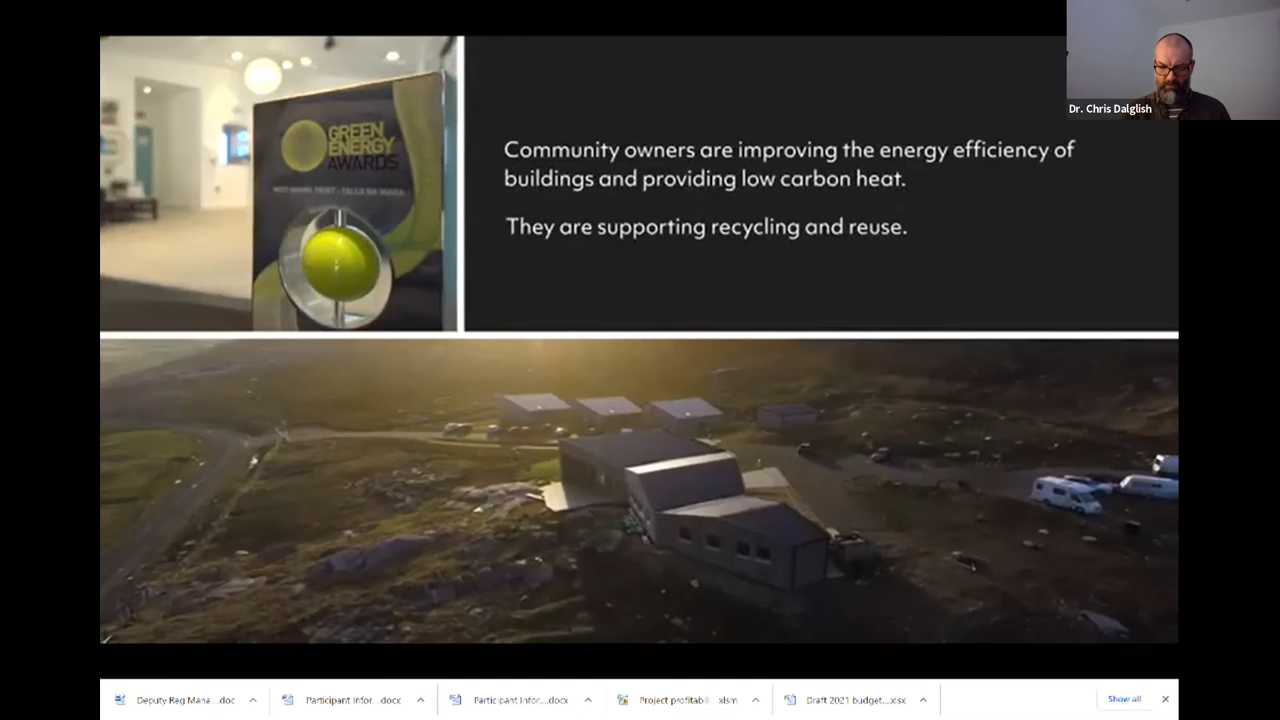 Dr. Chris Dalglish
GREEN
ENERGY
AWARDS
Community owners are improving the energy efficiency of
buildings and providing low carbon heat.
They are supporting recycling and reuse.
Deputy Reg Mana....doc
Participant Infor....docx
Participant Infor....docx
Project profitab .xlsm
Draft 2021 budget....xlsx
Show all